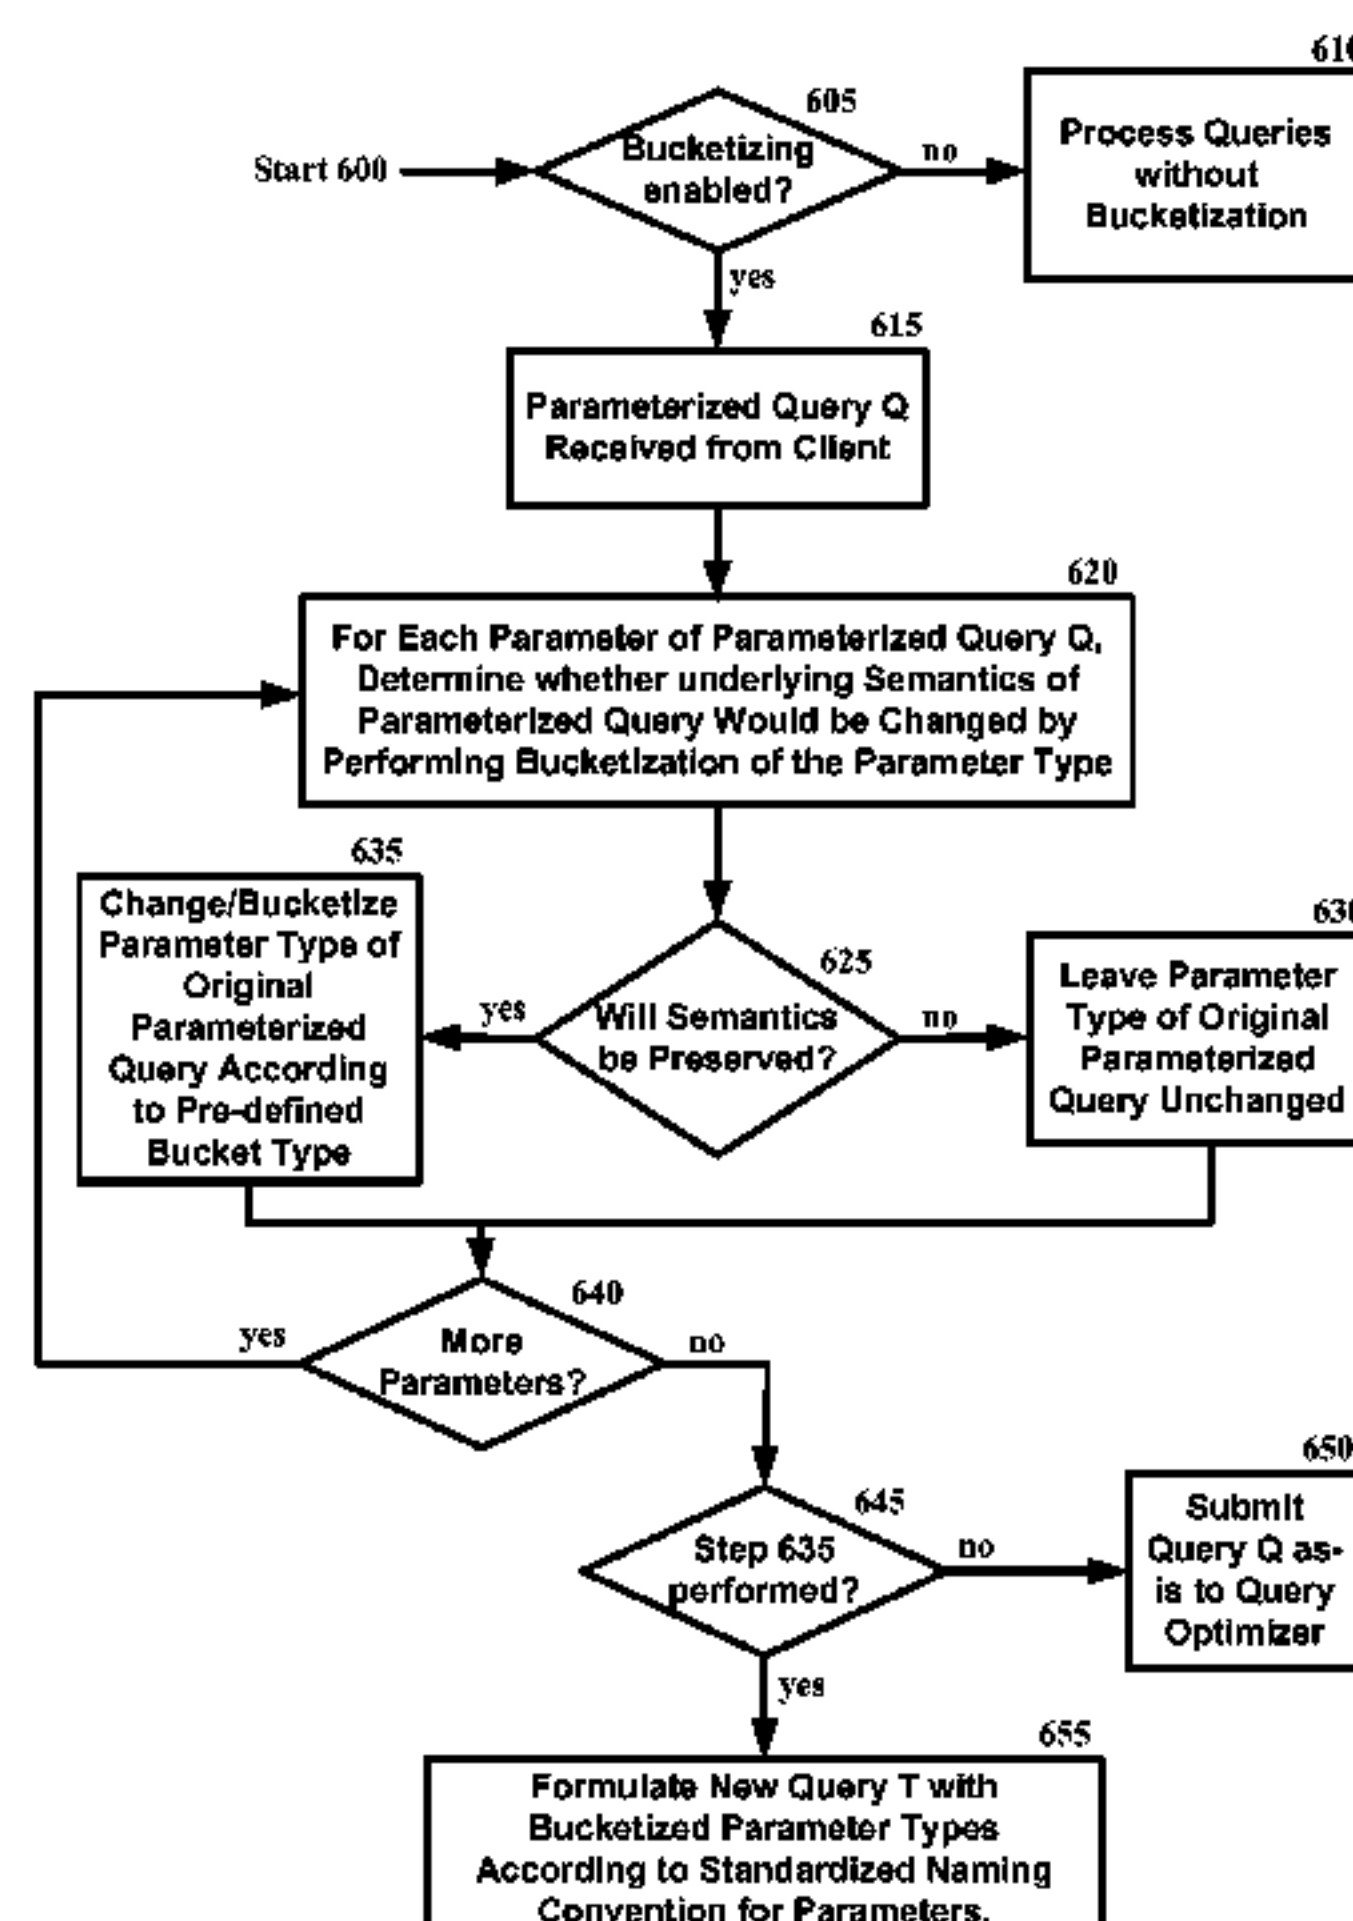 610
605
Bucketizing
enabled?
Start 600
no
Process Queries
without
Bucketization
yes
615
Parameterized Query Q
Received from Client
620
For Each Parameter of Parameterized Query Q,
Determine whether underlying Semantics of
Parameterized Query Would be Changed by
Performing Bucketization of the Parameter Type
635
Change/Bucketize
Parameter Type of
Original
Parameterized
Query According
to Pre-defined
Bucket Type
yes
625
Will Semantics
be Preserved?
no
630
Leave Parameter
Type of Original
Parameterized
Query Unchanged
640
yes
More
Parameters?
no
645
Step 635
performed?
no
650
Submit
Query Q as-
is to Query
Optimizer
yes
655
Formulate New Query T with
Bucketized Parameter Types
According to Standardized Naming
Convention for Parameters.